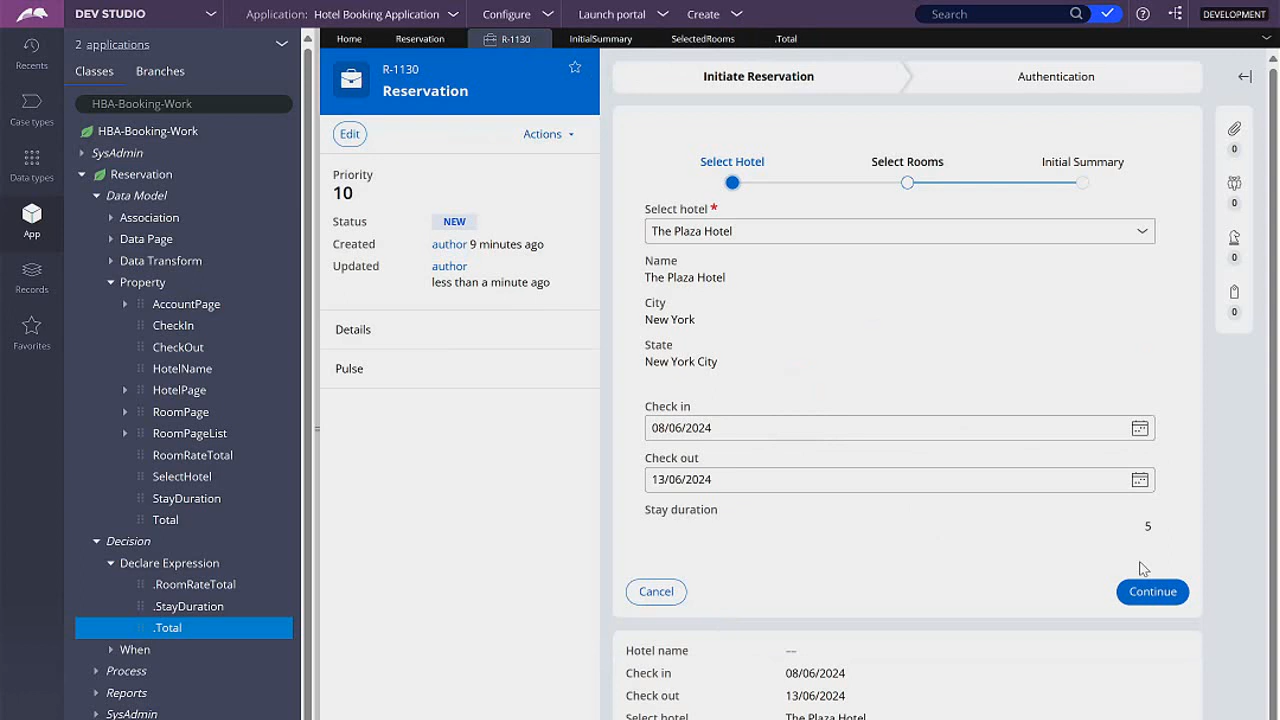 DEV STUDIO
Application: Hotel Booking Application
Configure
Launch portal
Create
Search
DEVELOPMENT
Recents
Case types
Data types
App
Records
Favorites
2 applications
Classes
Branches
HBA-Booking-Work
HBA-Booking-Work
SysAdmin
Reservation
Data Model
Association
Data Page
Data Transform
Property
AccountPage
CheckIn
CheckOut
HotelName
HotelPage
RoomPage
RoomPageList
RoomRateTotal
SelectHotel
StayDuration
Total
Decision
Declare Expression
.RoomRateTotal
.StayDuration
.Total
When
Process
Reports
SysAdmin
Home
Reservation
R-1130
InitialSummary
SelectedRooms
.Total
R-1130
Reservation
Edit
Actions
Priority
10
Status NEW
Created author 9 minutes ago
Updated author
less than a minute ago
Details
Pulse
Initiate Reservation
Authentication
Select Hotel
Select Rooms
Initial Summary
Select hotel *
The Plaza Hotel
Name
The Plaza Hotel
City
New York
State
New York City
Check in
08/06/2024
Check out
13/06/2024
Stay duration
5
Cancel
Continue
Hotel name ––
Check in 08/06/2024
Check out 13/06/2024
Select hotel The Plaza Hotel
0
0
0
0